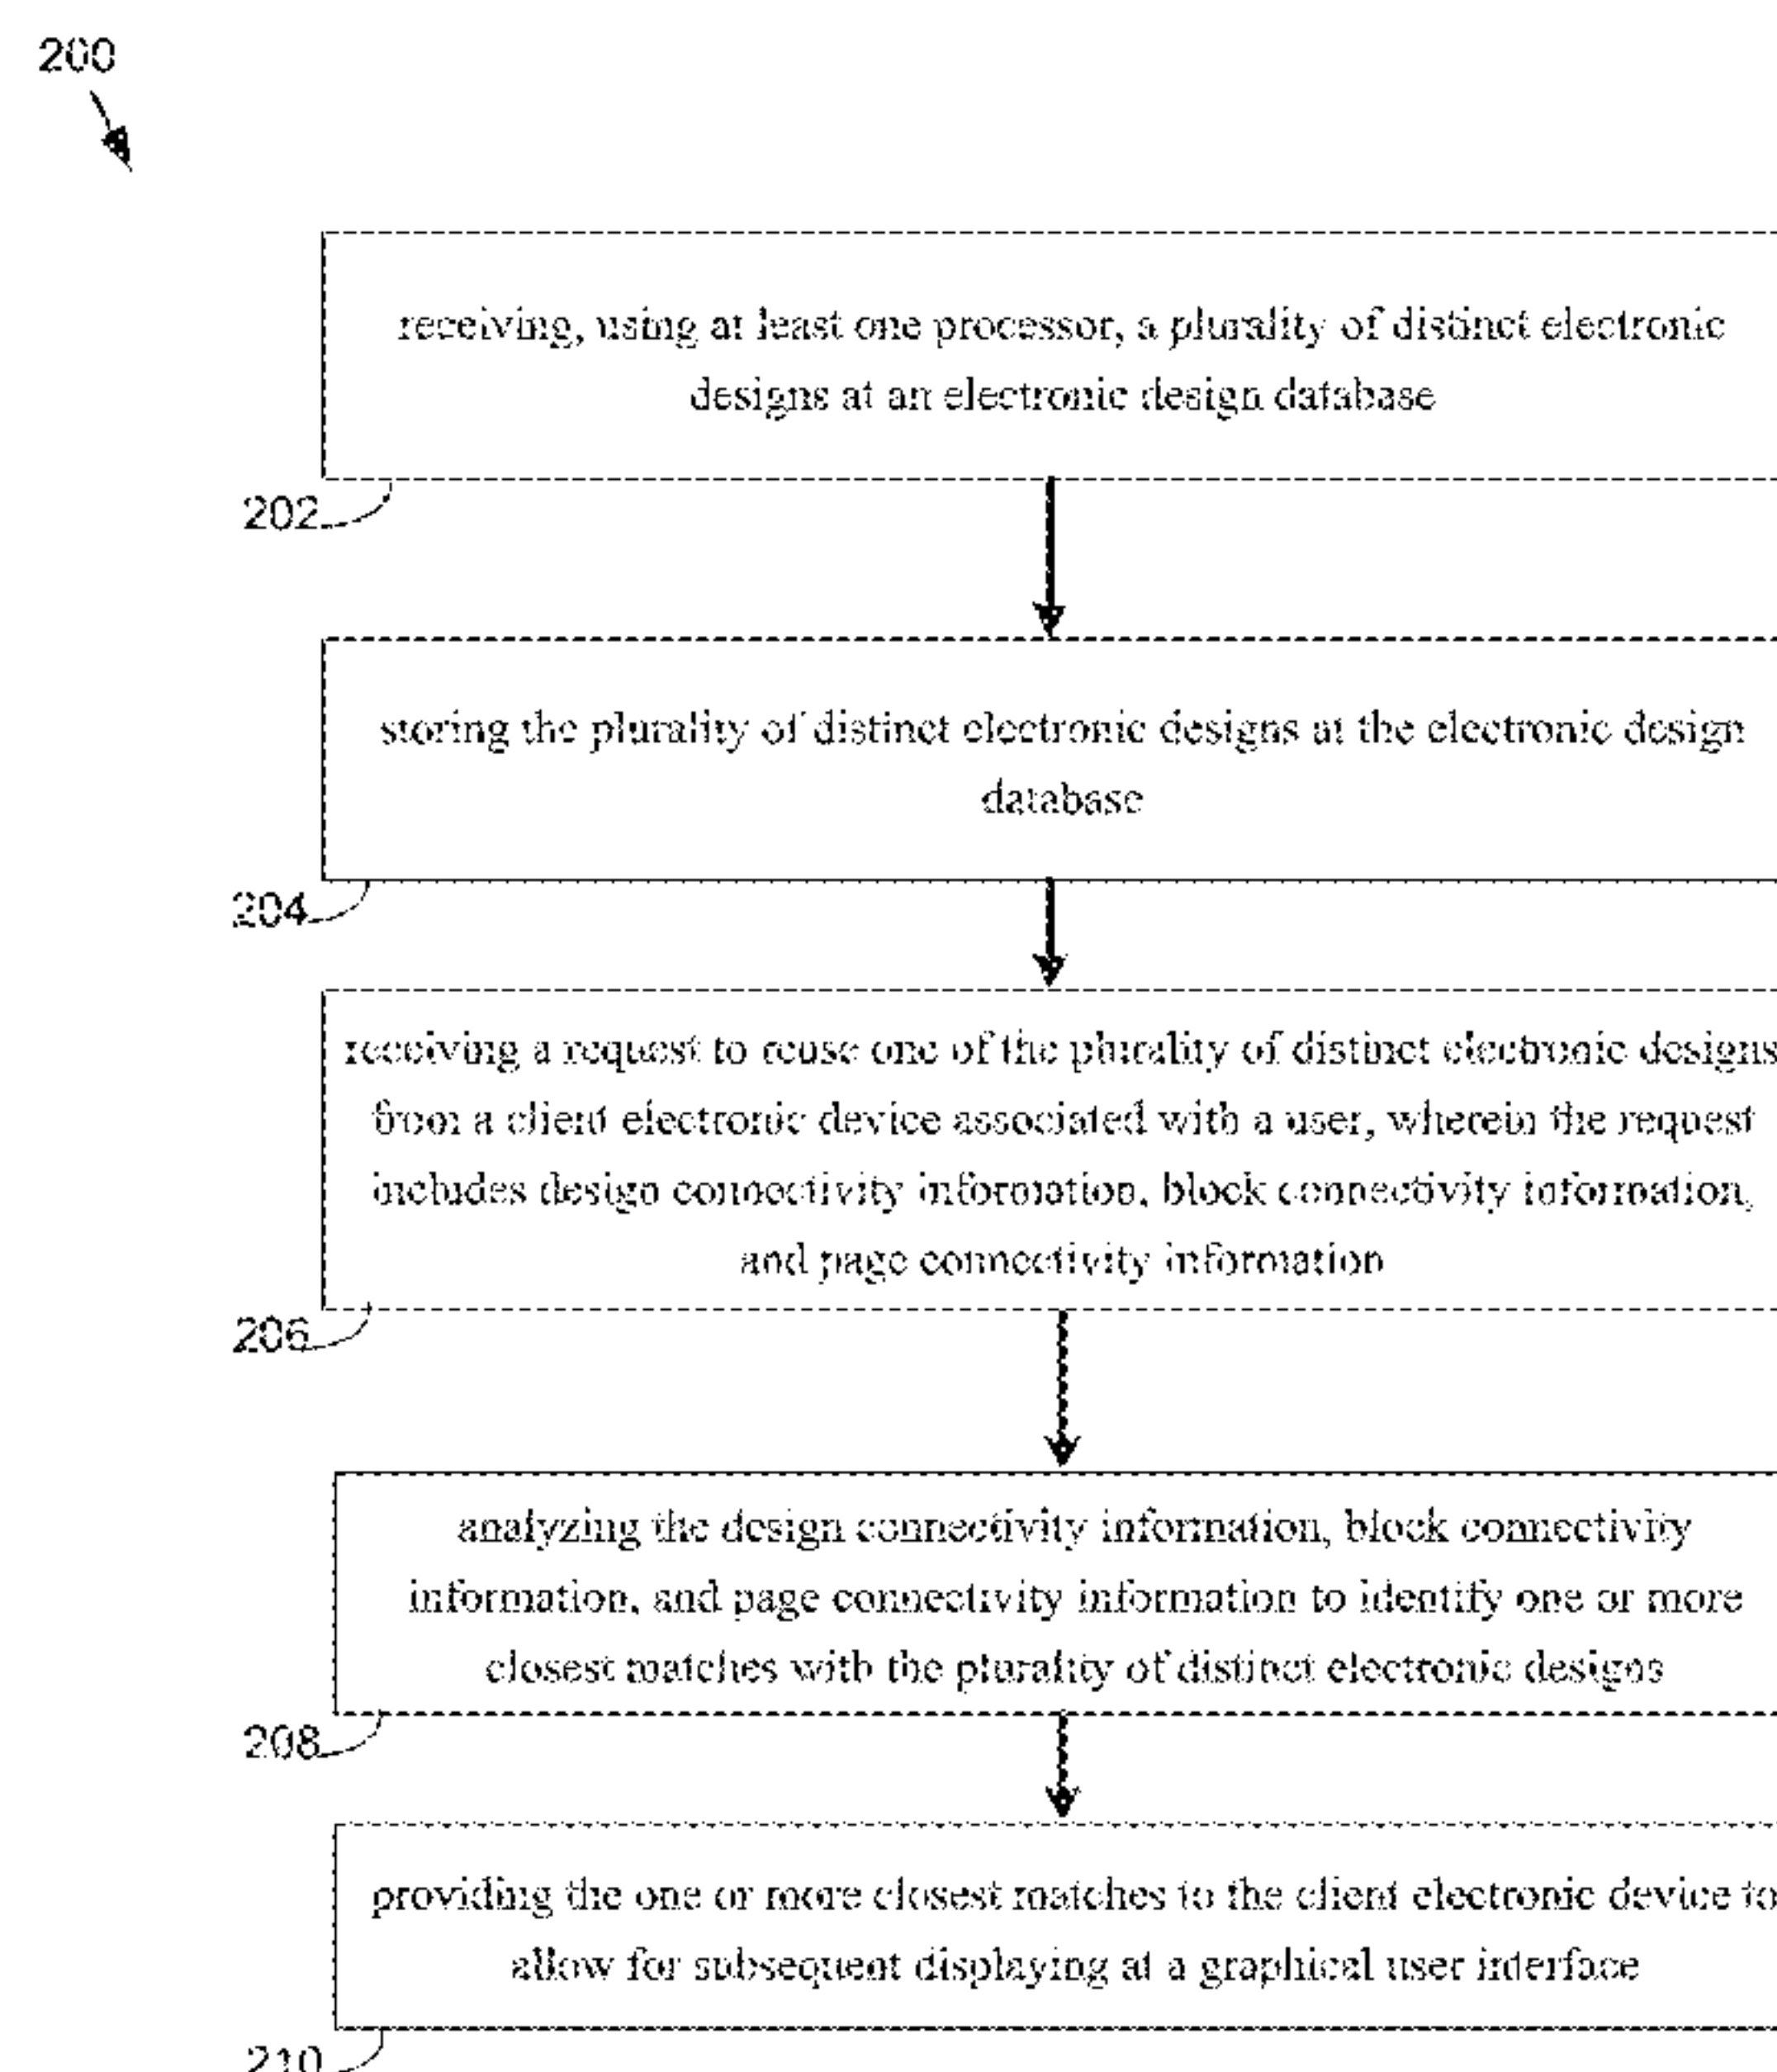 200
receiving, using at least one processor, a plurality of distinct electronic
designs at an electronic design database
202
storing the plurality of distinct electronic designs at the electronic design
database
204
receiving a request to reuse one of the plurality of distinct electronic designs
from a client electronic device associated with a user, wherein the request
includes design connectivity information, block connectivity information,
and page connectivity information
206
analyzing the design connectivity information, block connectivity
information, and page connectivity information to identify one or more
closest matches with the plurality of distinct electronic designs
208
providing the one or more closest matches to the client electronic device to
allow for subsequent displaying at a graphical user interface
210